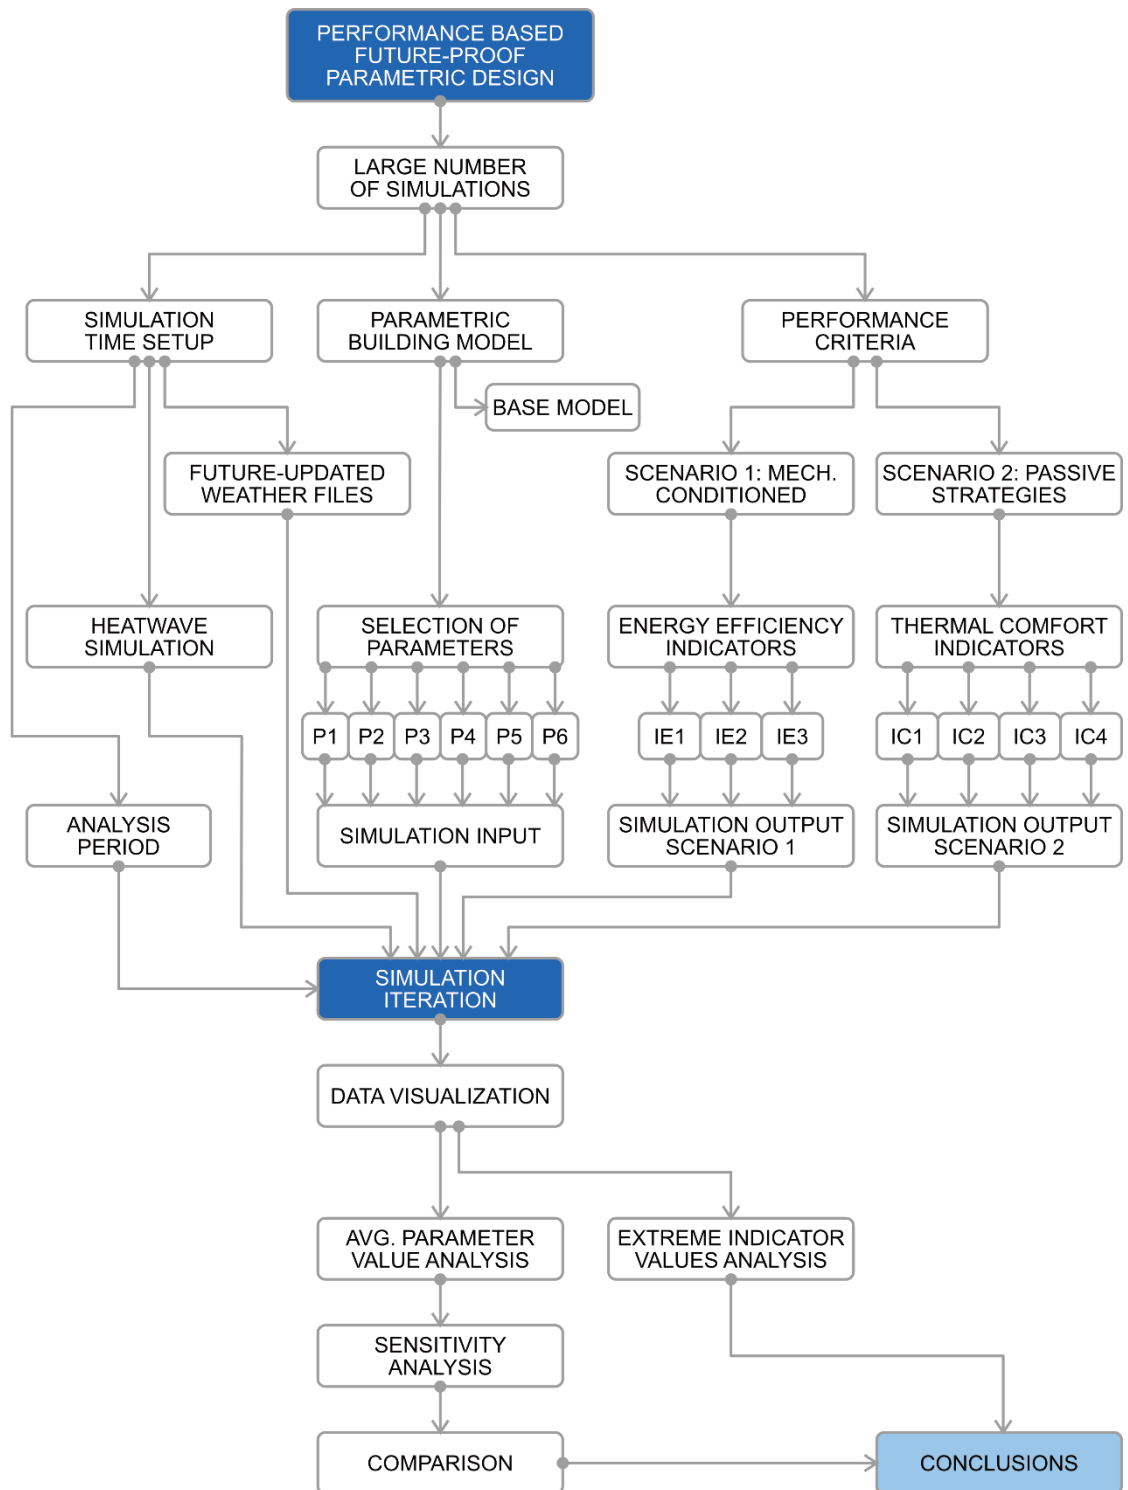 PERFORMANCE BASED
FUTURE-PROOF
PARAMETRIC DESIGN
LARGE NUMBER
OF SIMULATIONS
SIMULATION
TIME SETUP
PARAMETRIC
BUILDING MODEL
PERFORMANCE
CRITERIA
BASE MODEL
FUTURE-UPDATED
WEATHER FILES
SCENARIO 1: MECH.
CONDITIONED
SCENARIO 2: PASSIVE
STRATEGIES
HEATWAVE
SIMULATION
SELECTION OF
PARAMETERS
ENERGY EFFICIENCY
INDICATORS
THERMAL COMFORT
INDICATORS
P1
P2
P3
P4
P5
P6
IE1
IE2
IE3
IC1
IC2
IC3
IC4
ANALYSIS
PERIOD
SIMULATION INPUT
SIMULATION OUTPUT
SCENARIO 1
SIMULATION OUTPUT
SCENARIO 2
SIMULATION
ITERATION
DATA VISUALIZATION
AVG. PARAMETER
VALUE ANALYSIS
EXTREME INDICATOR
VALUES ANALYSIS
SENSITIVITY
ANALYSIS
COMPARISON
CONCLUSIONS